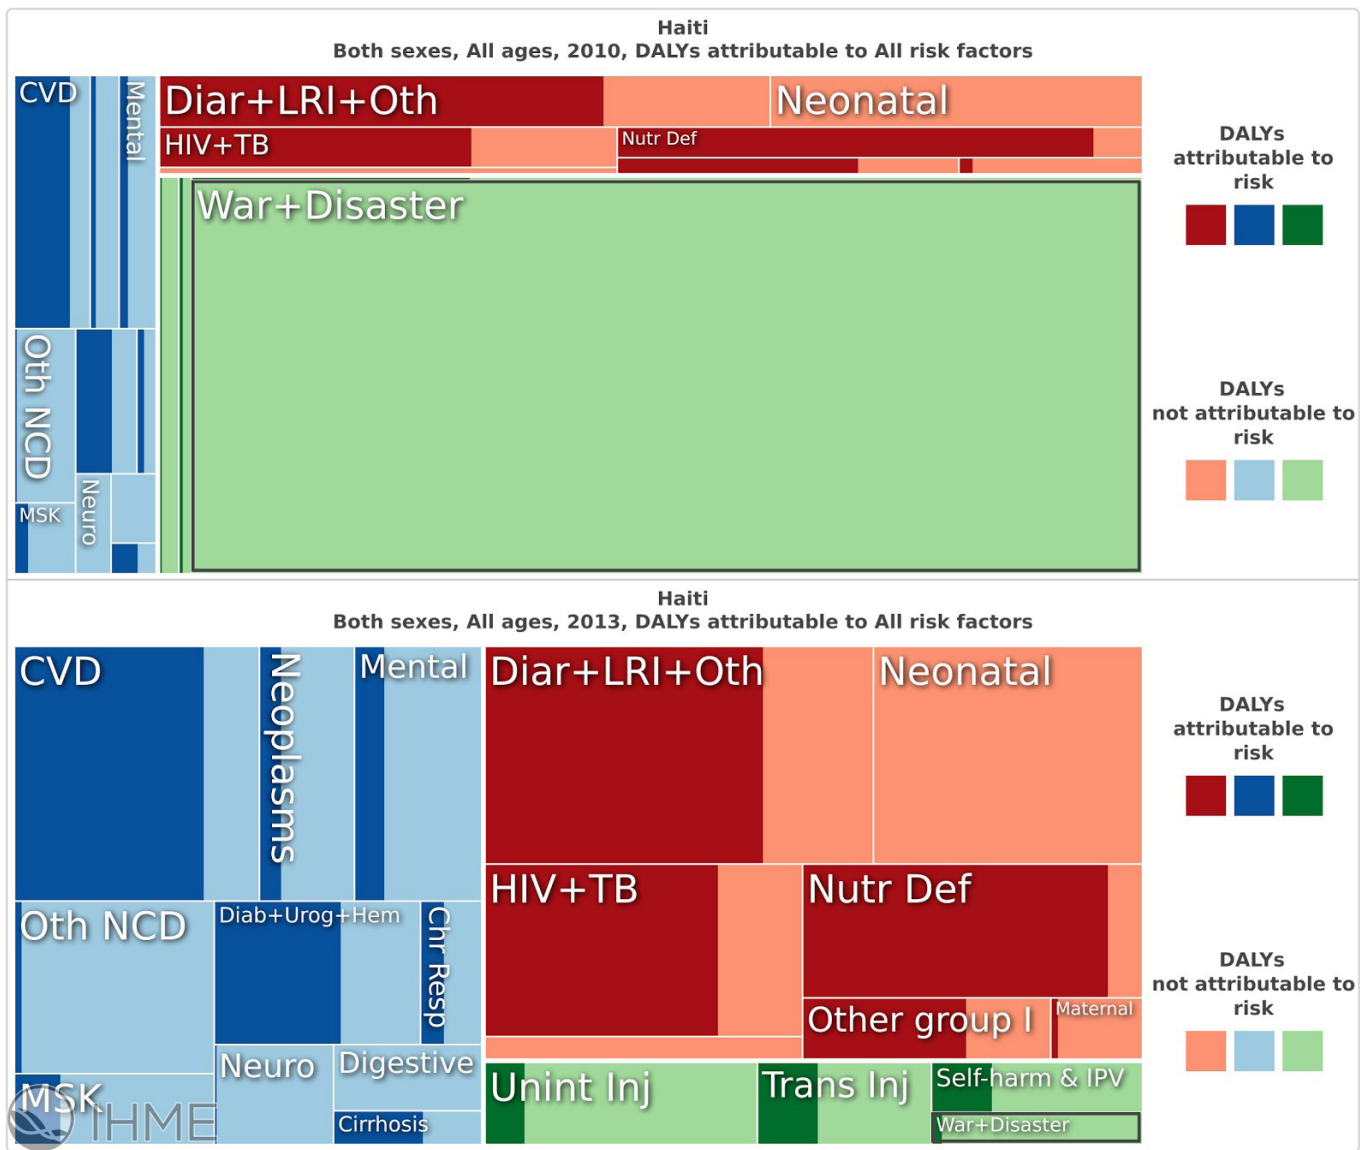 Haiti
Both sexes, All ages, 2010, DALYs attributable to All risk factors
CVD
Mental
Oth NCD
MSK
Neuro
Diar+LRI+Oth
Neonatal
HIV+TB
Nutr Def
War+Disaster
DALYs
attributable to
risk
DALYs
not attributable to
risk
Haiti
Both sexes, All ages, 2013, DALYs attributable to All risk factors
CVD
Neoplasms
Mental
Oth NCD
Diab+Urog+Hem
Chr Resp
MSK
Neuro
Digestive
Cirrhosis
IHME
Diar+LRI+Oth
Neonatal
HIV+TB
Nutr Def
Other group I
Maternal
Unint Inj
Trans Inj
Self-harm & IPV
War+Disaster
DALYs
attributable to
risk
DALYs
not attributable to
risk